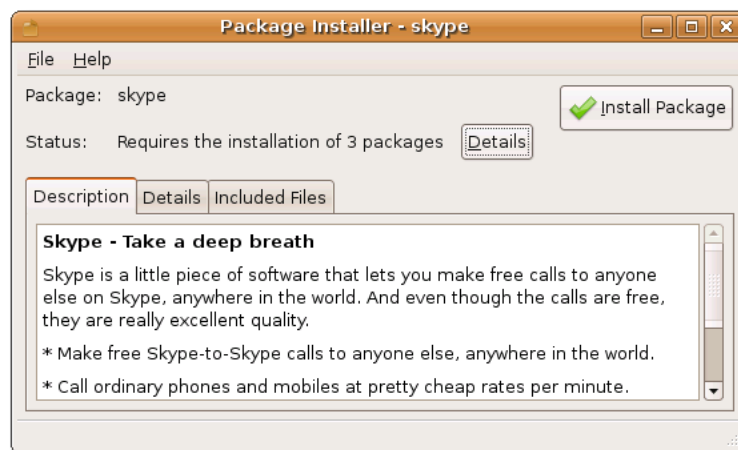 Package Installer - skype
File Help
Package: skype
Install Package
Status: Requires the installation of 3 packages Details
Description Details Included Files
Skype - Take a deep breath
Skype is a little piece of software that lets you make free calls to anyone
else on Skype, anywhere in the world. And even though the calls are free,
they are really excellent quality.
* Make free Skype-to-Skype calls to anyone else, anywhere in the world.
* Call ordinary phones and mobiles at pretty cheap rates per minute.